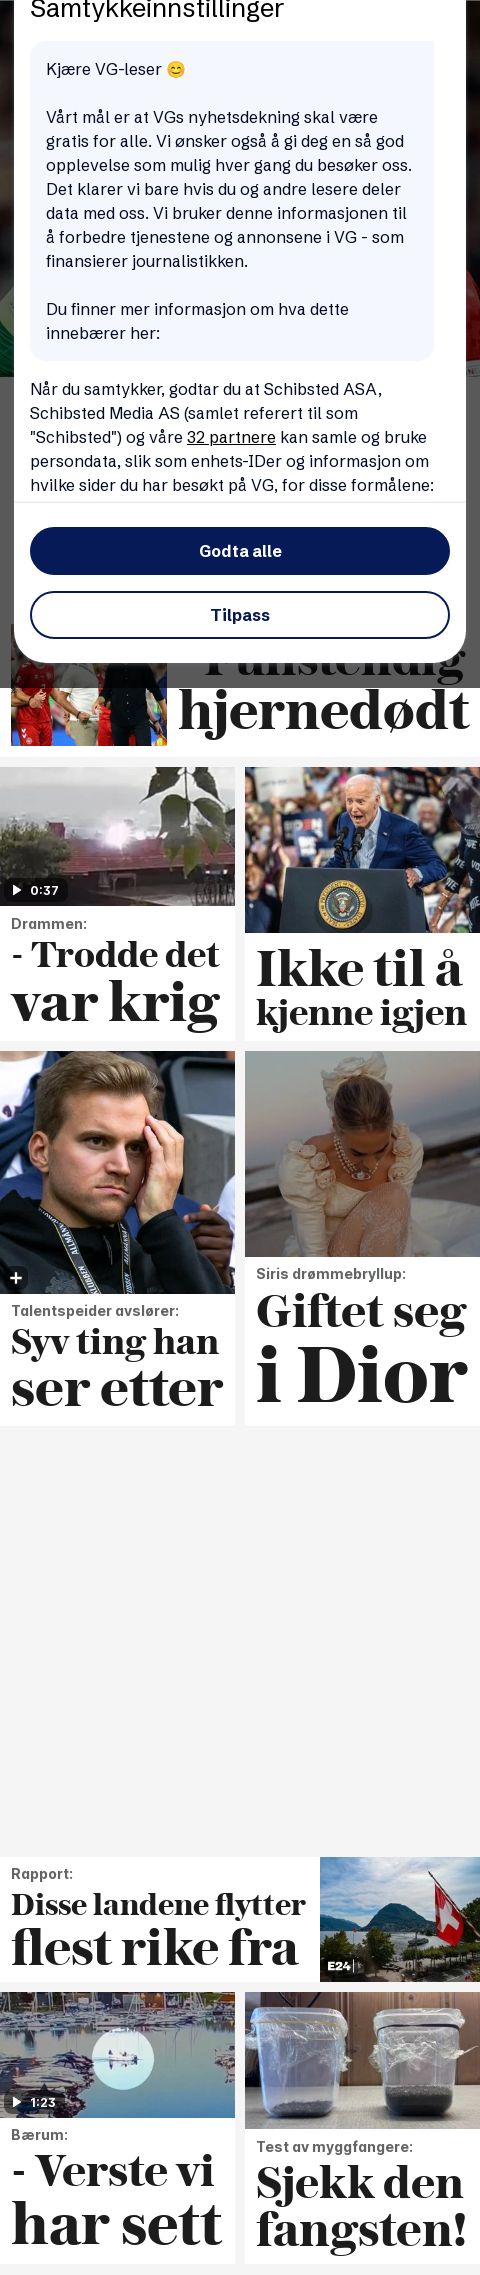 Samtykkeinnstillinger
Kjære VG-leser 😊
Vårt mål er at VGs nyhetsdekning skal være
gratis for alle. Vi ønsker også å gi deg en så god
opplevelse som mulig hver gang du besøker oss.
Det klarer vi bare hvis du og andre lesere deler
data med oss. Vi bruker denne informasjonen til
å forbedre tjenestene og annonsene i VG - som
finansierer journalistikken.
Du finner mer informasjon om hva dette
innebærer her:
Når du samtykker, godtar du at Schibsted ASA,
Schibsted Media AS (samlet referert til som
"Schibsted") og våre 32 partnere kan samle og bruke
persondata, slik som enhets-IDer og informasjon om
hvilke sider du har besøkt på VG, for disse formålene:
Godta alle
Tilpass
hjernedødt
0:37
Drammen:
- Trodde det
var krig
Ikke til å
kjenne igjen
Talentspeider avslører:
Syv ting han
ser etter
Siris drømmebryllup:
Giftet seg
i Dior
Rapport:
Disse landene flytter
flest rike fra
E24
1:23
Bærum:
- Verste vi
har sett
Test av myggfangere:
Sjekk den
fangsten!